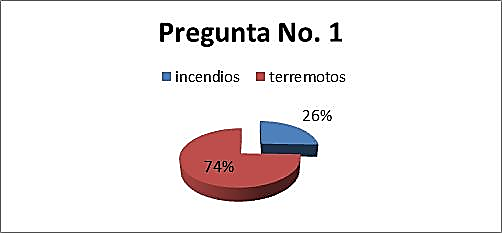 Pregunta No. 1
incendios terremotos
26%
74%